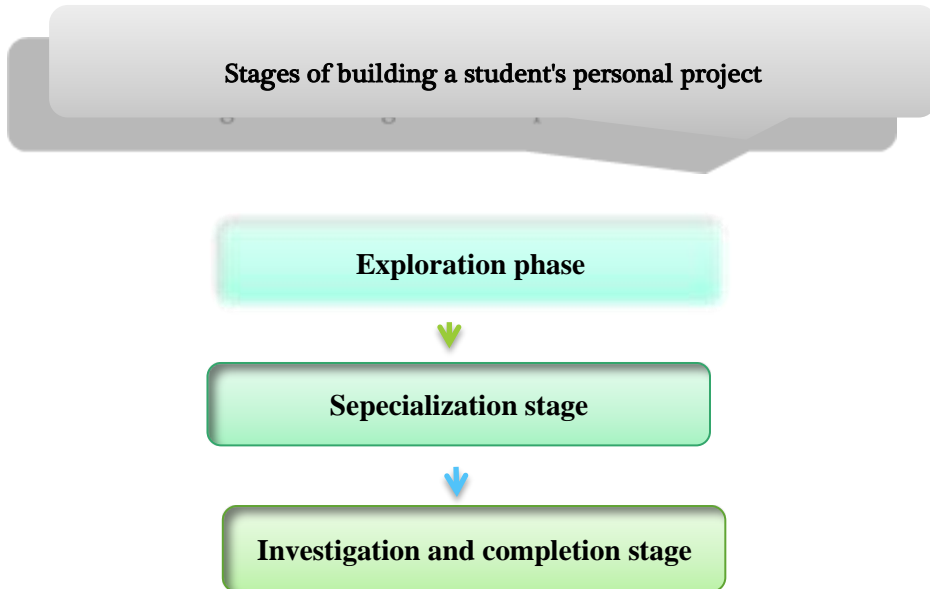 Stages of building a student's personal project
Exploration phase
Sepecialization stage
Investigation and completion stage